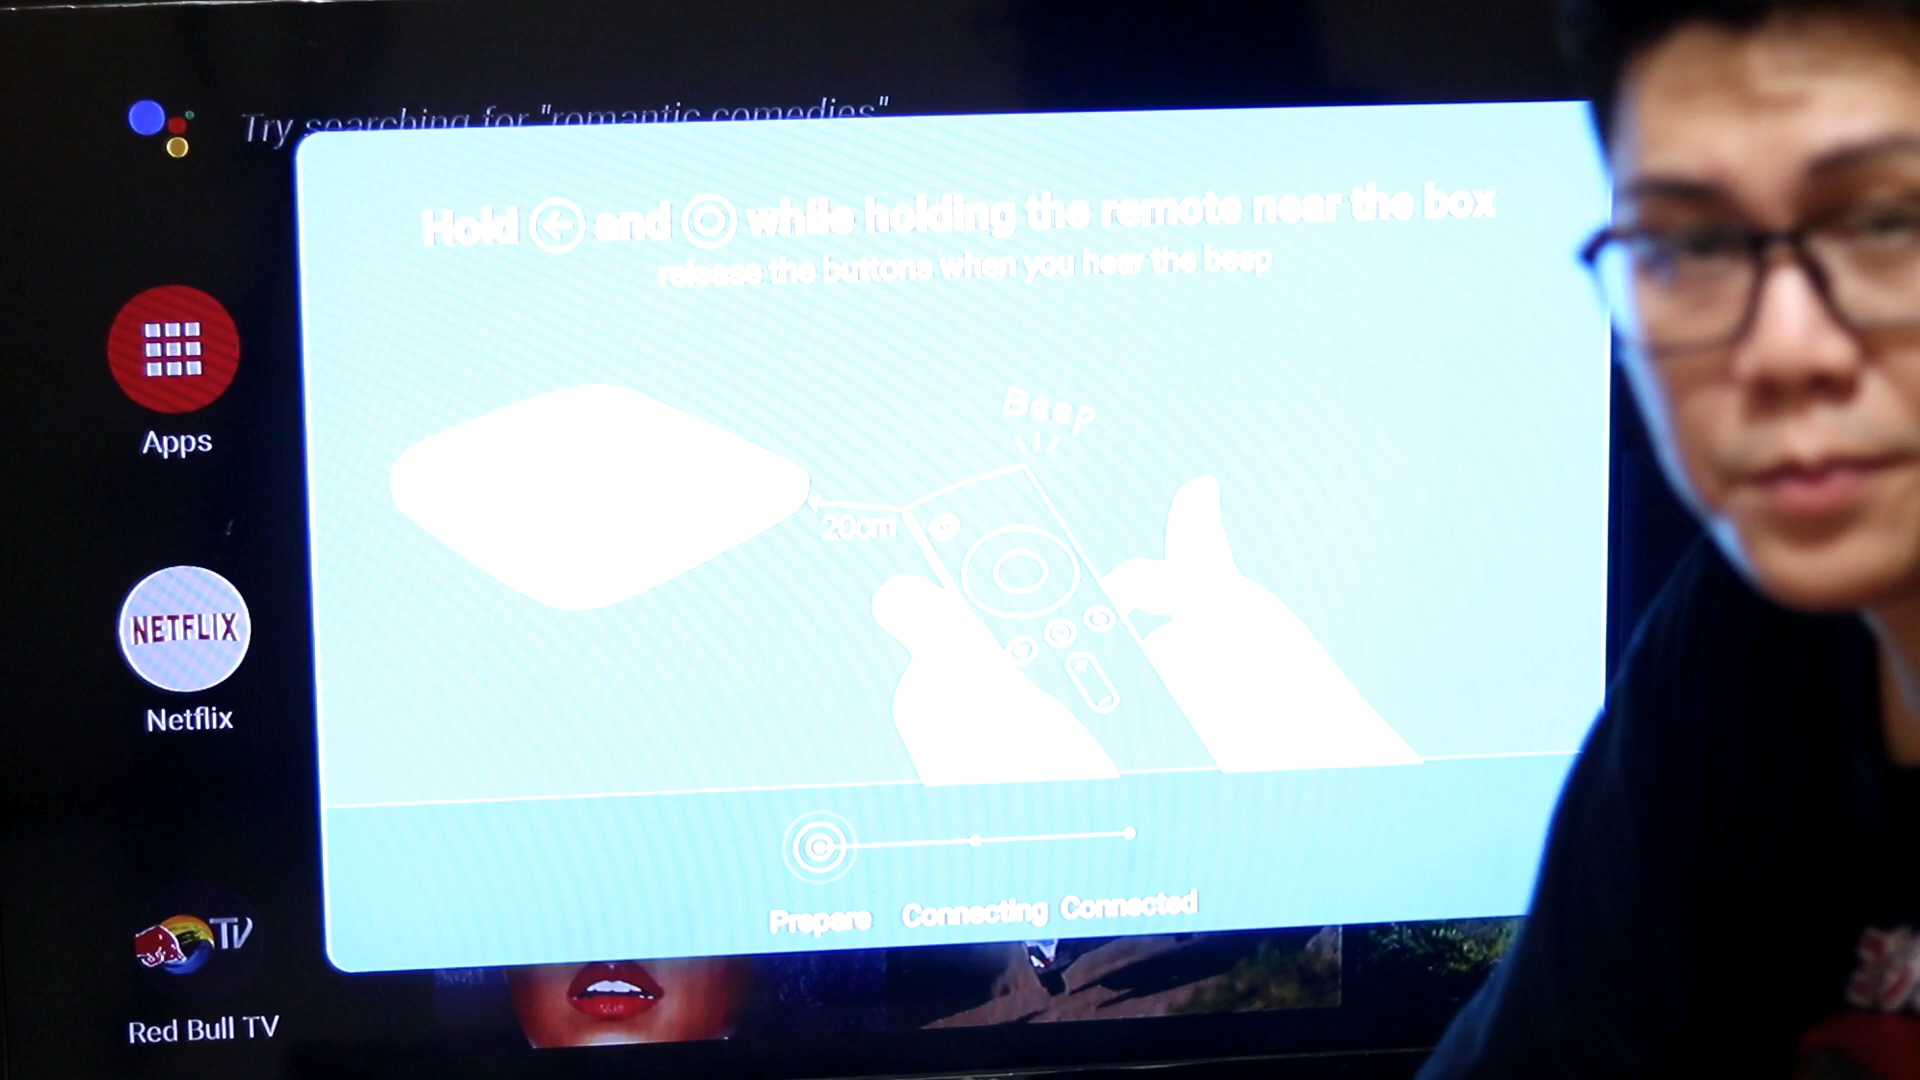 Try searching for "romantic comedies"
Hold and while holding the remote near the box
release the buttons when you hear the beep
Beep
20cm
Apps
NETFLIX
Netflix
Prepare Connecting Connected
TV
Red Bull TV